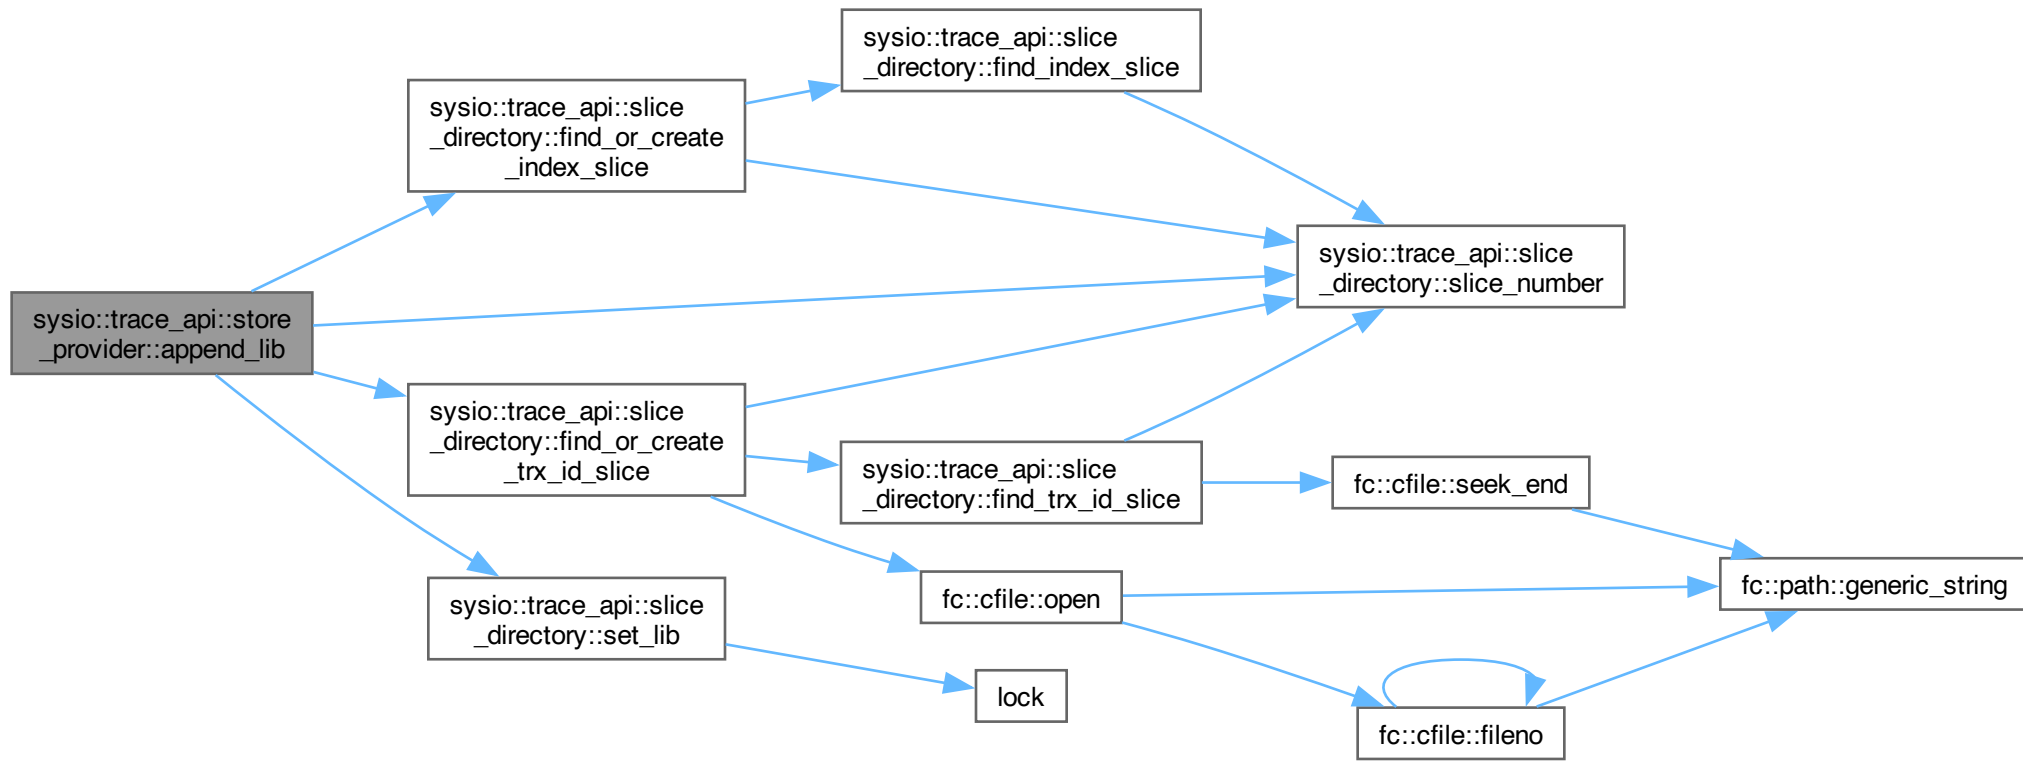 sysio::trace_api::slice
_directory::find_index_slice
sysio::trace_api::slice
_directory::find_or_create
_index_slice
sysio::trace_api::slice
_directory::slice_number
sysio::trace_api::store
_provider::append_lib
sysio::trace_api::slice
_directory::find_or_create
_trx_id_slice
sysio::trace_api::slice
_directory::find_trx_id_slice
fc::cfile::seek_end
fc::path::generic_string
fc::cfile::open
sysio::trace_api::slice
_directory::set_lib
lock
fc::cfile::fileno